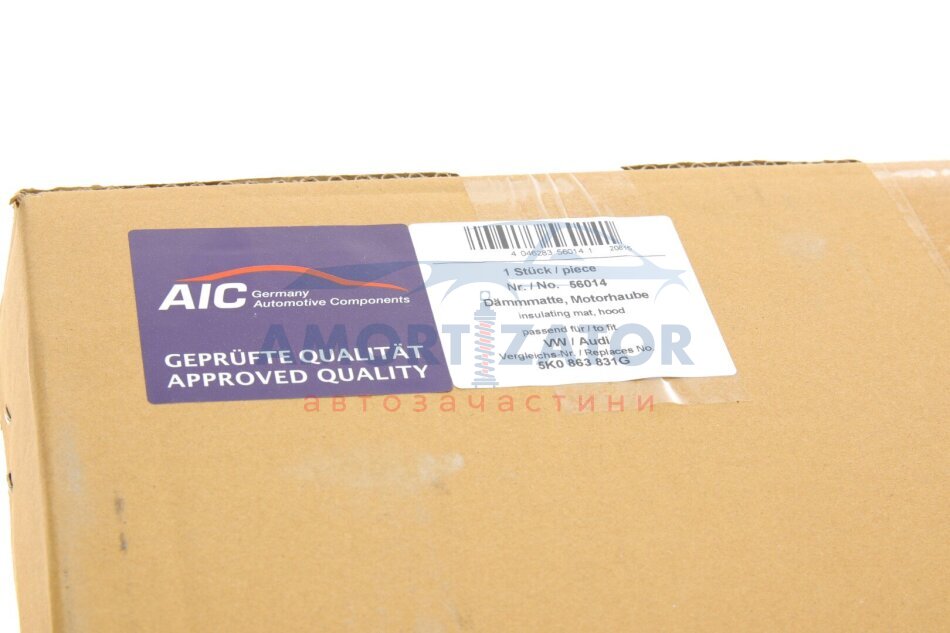 AIC Germany
Automotive Components
GEPRÜFTE QUALITÄT
APPROVED QUALITY
4 046283 56014 1
1 Stück / piece
Nr. / No. 56014
Dämmmatte, Motorhaube
insulating mat, hood
passend für / to fit
VW / Audi
Vergleichs-Nr. / Replaces No.
5K0 863 831G
AMORTIZATOR
автозачастини